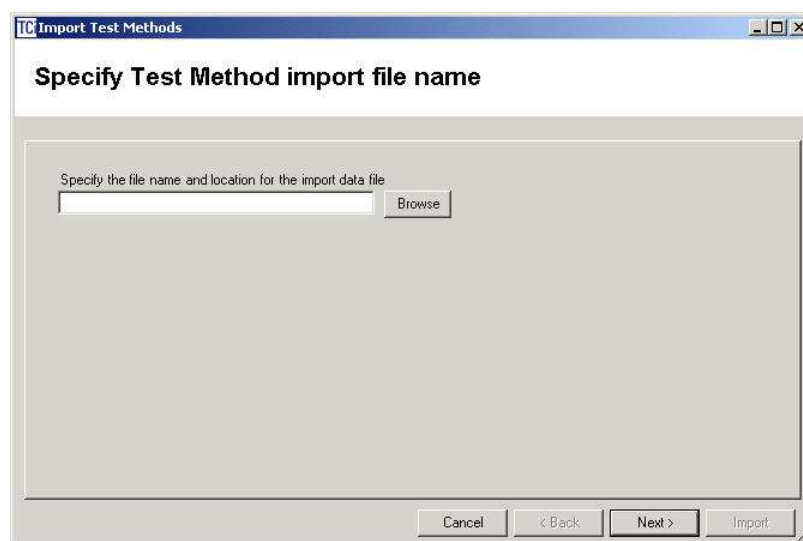 TC Import Test Methods
Specify Test Method import file name
Specify the file name and location for the import data file
Browse
Cancel
< Back
Next >
Import